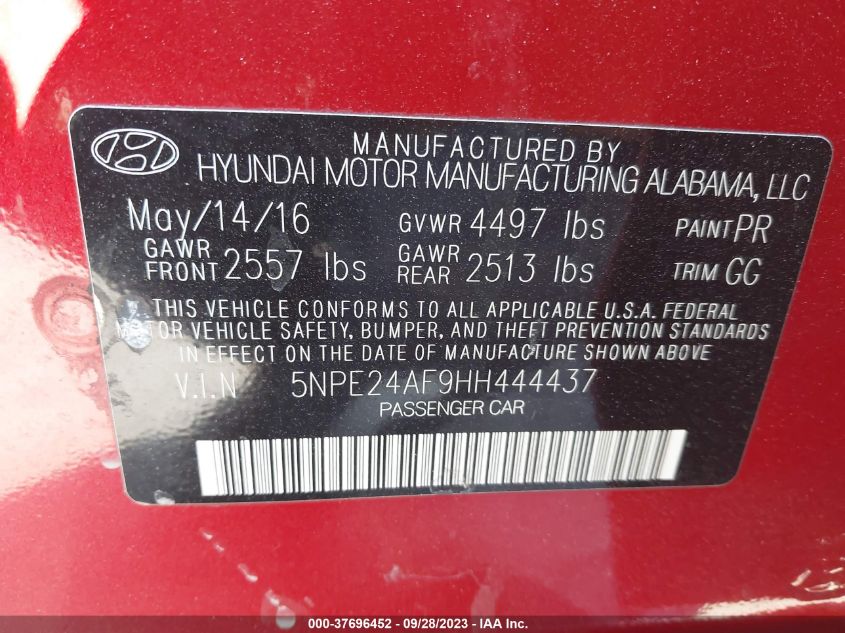 MANUFACTURED BY
HYUNDAI MOTOR MANUFACTURING ALABAMA, LLC
May/14/16 GVWR 4497 lbs PAINT PR
GAWR FRONT 2557 lbs GAWR REAR 2513 lbs TRIM GG
THIS VEHICLE CONFORMS TO ALL APPLICABLE U.S.A. FEDERAL
MOTOR VEHICLE SAFETY, BUMPER, AND THEFT PREVENTION STANDARDS
IN EFFECT ON THE DATE OF MANUFACTURE SHOWN ABOVE
V.I.N 5NPE24AF9HH444437
PASSENGER CAR
000-37696452 - 09/28/2023 - IAA Inc.